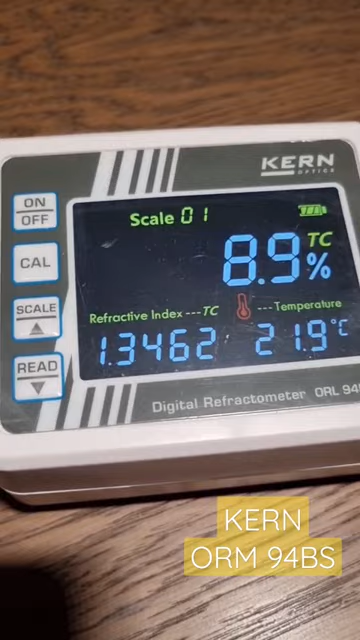 KERN
OPTICS
ON
OFF
CAL
SCALE
READ
Scale 01
TC
8.9%
Refractive Index ---TC
--- Temperature
1.3462
21.9°C
Digital Refractometer
KERN
ORM 94BS